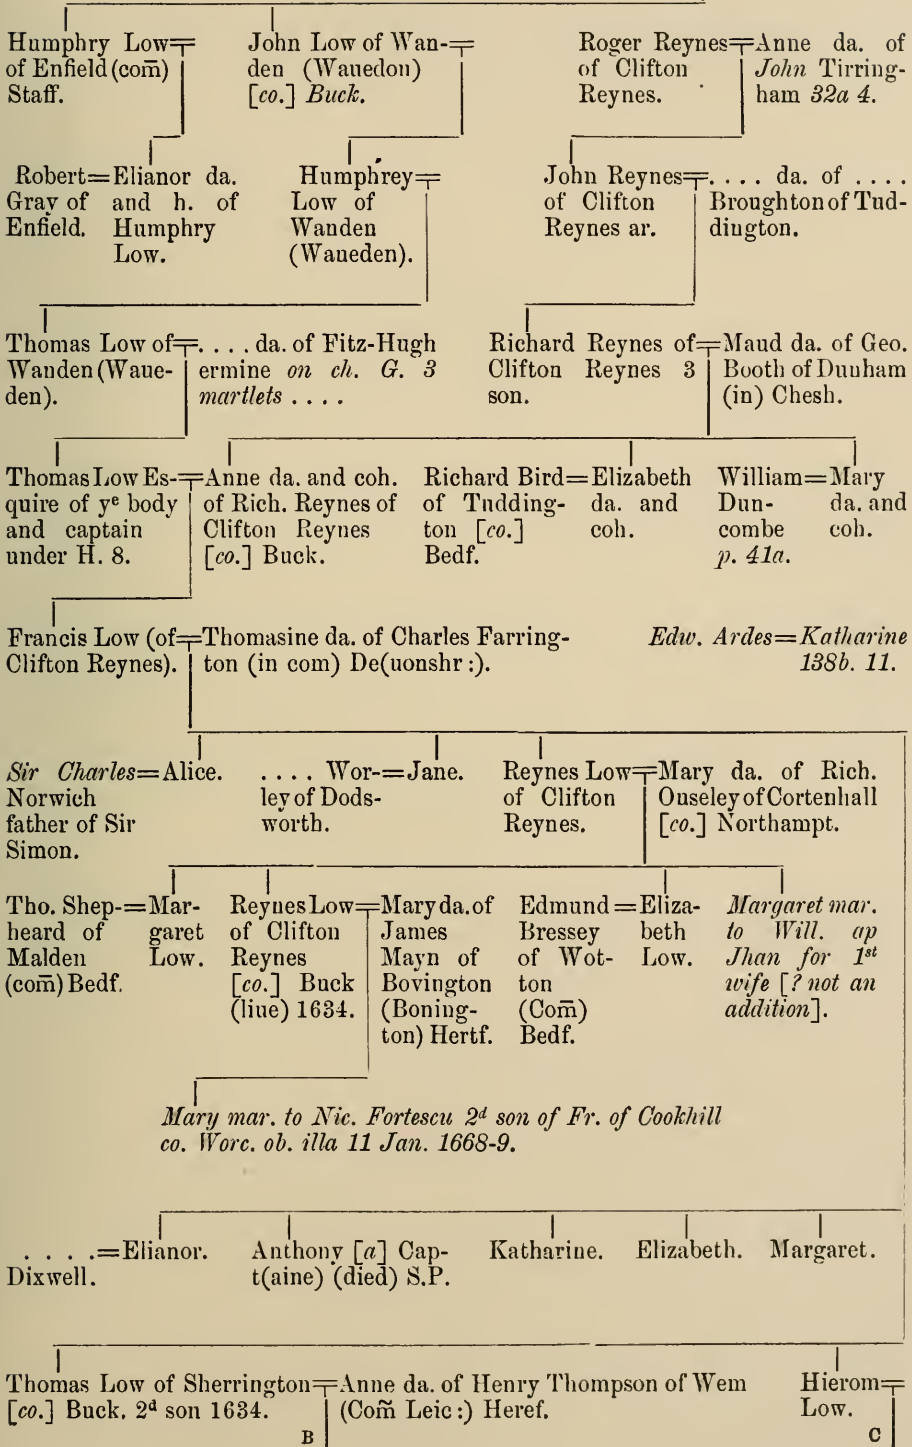 Humphry Low=
of Enfield (com̄)
Staff.
John Low of Wan-=
den (Wauedon)
[co.] Buck.
Roger Reynes=Anne da. of
of Clifton John Tirring-
Reynes. ham 32a 4.
Robert=Elianor da.
Gray of and h. of
Enfield. Humphry
Low.
Humphrey=
Low of
Wanden
(Waueden).
John Reynes=. . . . da. of . . . .
of Clifton Broughton of Tud-
Reynes ar. dington.
Thomas Low of=. . . . da. of Fitz-Hugh
Wanden (Waue- ermine on ch. G. 3
den). martlets . . . .
Richard Reynes of=Maud da. of Geo.
Clifton Reynes 3 Booth of Dunham
son. (in) Chesh.
Thomas Low Es-=Anne da. and coh.
quire of yᵉ body of Rich. Reynes of
and captain Clifton Reynes
under H. 8. [co.] Buck.
Richard Bird=Elizabeth
of Tudding- da. and
ton [co.] coh.
Bedf.
William=Mary
Dun- da. and
combe coh.
p. 41a.
Francis Low (of=Thomasine da. of Charles Farring-
Clifton Reynes). ton (in com) De(uonshr:).
Edw. Ardes=Katharine
138b. 11.
Sir Charles=Alice.
Norwich
father of Sir
Simon.
. . . . Wor-=Jane.
ley of Dods-
worth.
Reynes Low=Mary da. of Rich.
of Clifton Ouseley of Cortenhall
Reynes. [co.] Northampt.
Tho. Shep-=Mar-
heard of garet
Malden Low.
(com̄) Bedf.
Reynes Low=Mary da. of
of Clifton James
Reynes Mayn of
[co.] Buck Bovington
(liue) 1634. (Boning-
ton) Hertf.
Edmund=Eliza-
Bressey beth
of Wot- Low.
ton
(Com̄)
Bedf.
Margaret mar.
to Will. ap
Jhan for 1ˢᵗ
wife [? not an
addition].
Mary mar. to Nic. Fortescu 2ᵈ son of Fr. of Cookhill
co. Worc. ob. illa 11 Jan. 1668-9.
. . . .=Elianor.
Dixwell.
Anthony [a] Cap-
t(aine) (died) S.P.
Katharine.
Elizabeth.
Margaret.
Thomas Low of Sherrington=Anne da. of Henry Thompson of Wem
[co.] Buck. 2ᵈ son 1634. (Com̄ Leic:) Heref.
B
Hierom=
Low.
C